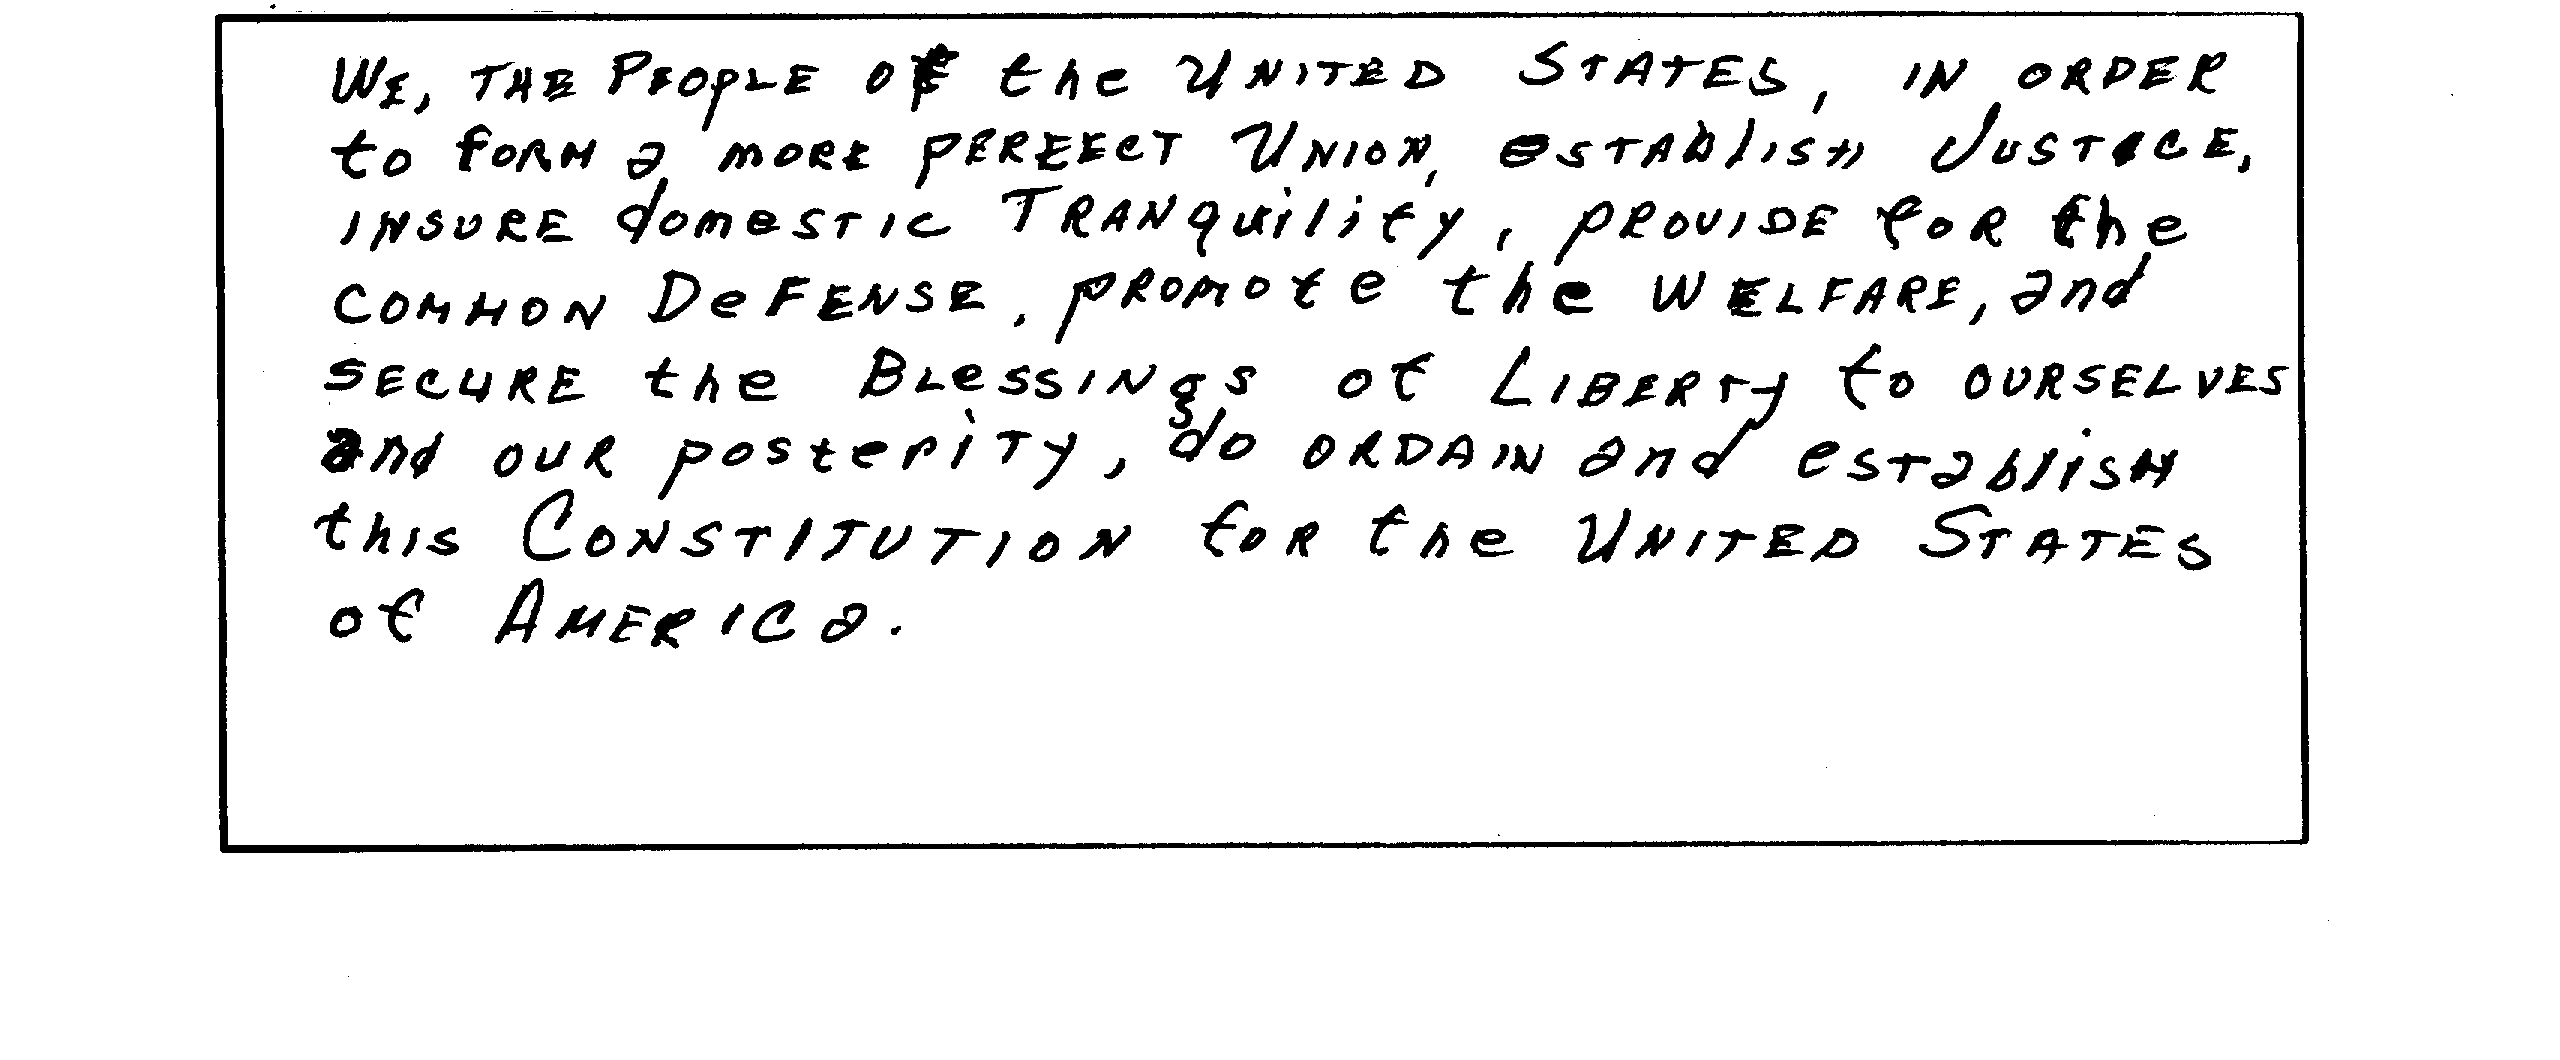 WE, THE PEOPLE of the UNITED STATES, IN ORDER
to FORM a MORE PERFECT UNION, ESTABlISH JUSTICE,
INSURE domESTIC TRANquility, PROVIDE FOR the
COMMON DeFENSE, PROMOTE the WELFARE, and
SECURE the BLeSSINgS of LIBERTy to OURSELVES
and OUR posterITy, do ORDAIN and ESTablISH
this CONSTITUTION for the UNITED STATES
of AMERICa.